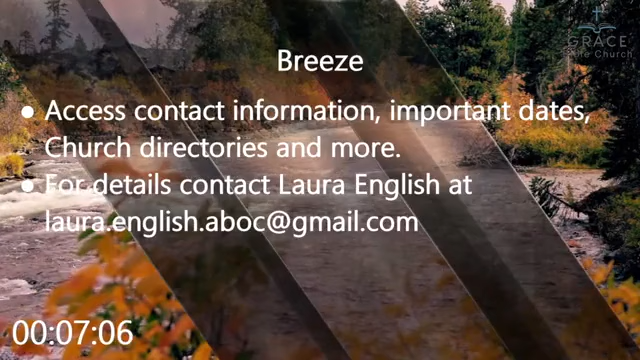 GRACE
Bible Church
Breeze
● Access contact information, important dates,
Church directories and more.
● For details contact Laura English at
laura.english.aboc@gmail.com
00:07:06